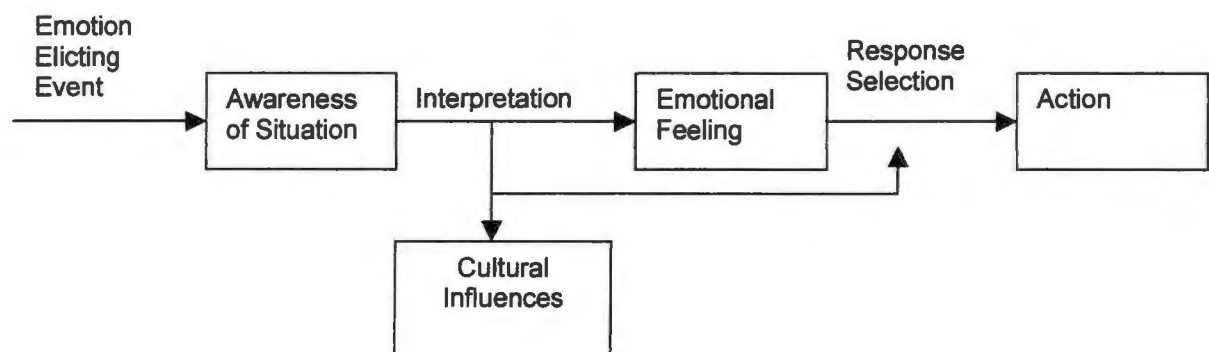 Emotion
Elicting
Event
Awareness
of Situation
Interpretation
Emotional
Feeling
Response
Selection
Action
Cultural
Influences